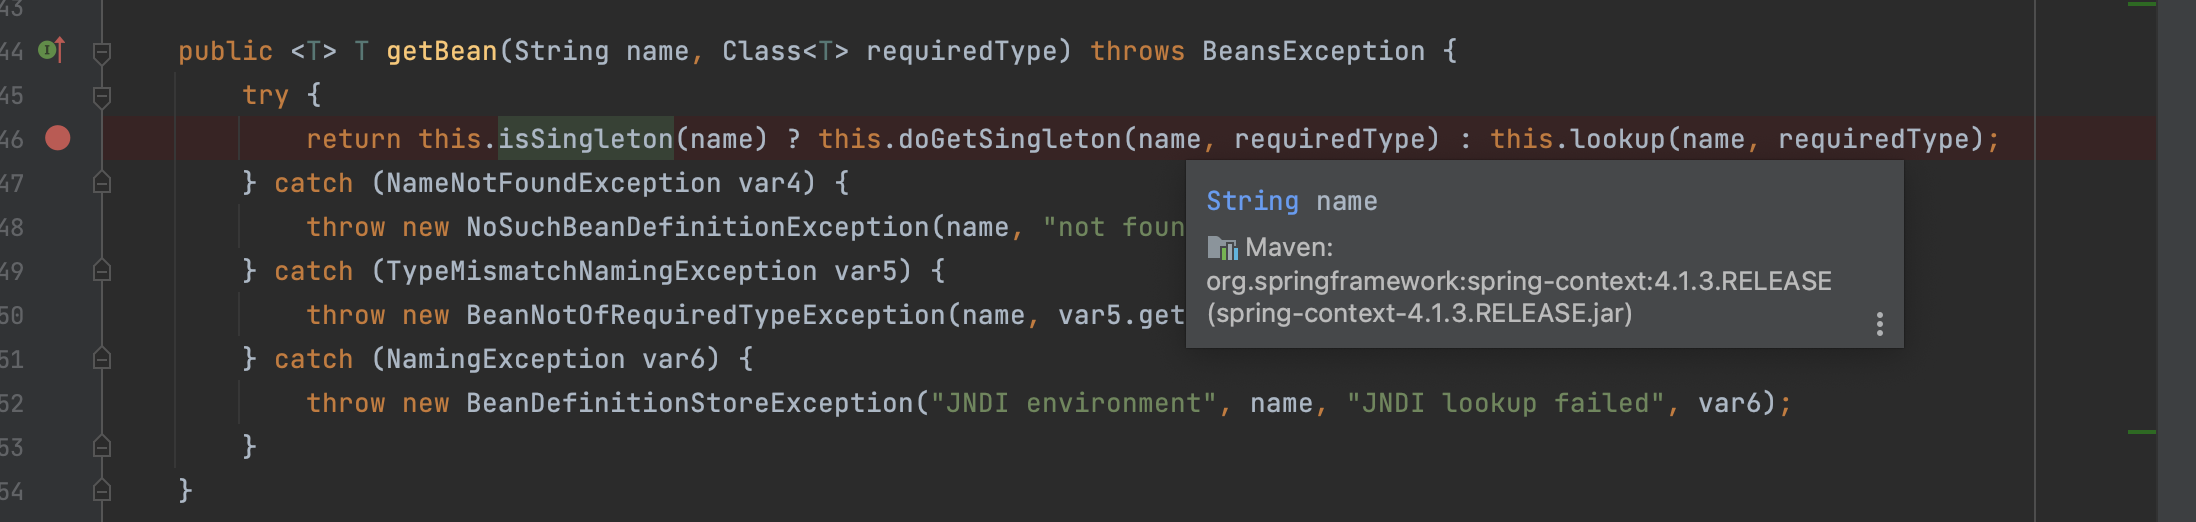 43
44 public <T> T getBean(String name, Class<T> requiredType) throws BeansException {
45 try {
46 return this.isSingleton(name) ? this.doGetSingleton(name, requiredType) : this.lookup(name, requiredType);
47 } catch (NameNotFoundException var4) {
48 throw new NoSuchBeanDefinitionException(name, "not foun
49 } catch (TypeMismatchNamingException var5) {
50 throw new BeanNotOfRequiredTypeException(name, var5.get
51 } catch (NamingException var6) {
52 throw new BeanDefinitionStoreException("JNDI environment", name, "JNDI lookup failed", var6);
53 }
54 }
String name
Maven:
org.springframework:spring-context:4.1.3.RELEASE
(spring-context-4.1.3.RELEASE.jar)